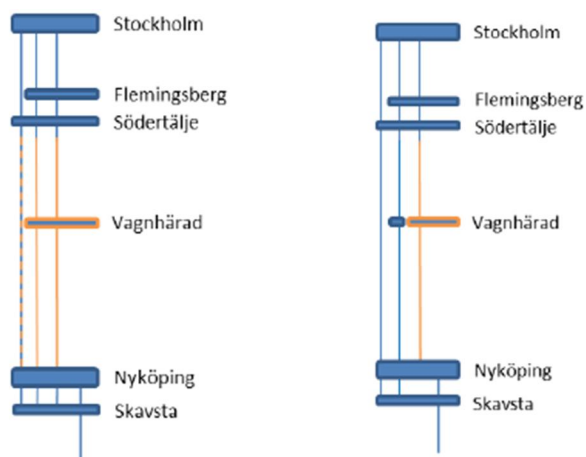 Stockholm
Flemingsberg
Södertälje
Vagnhärad
Nyköping
Skavsta
Stockholm
Flemingsberg
Södertälje
Vagnhärad
Nyköping
Skavsta